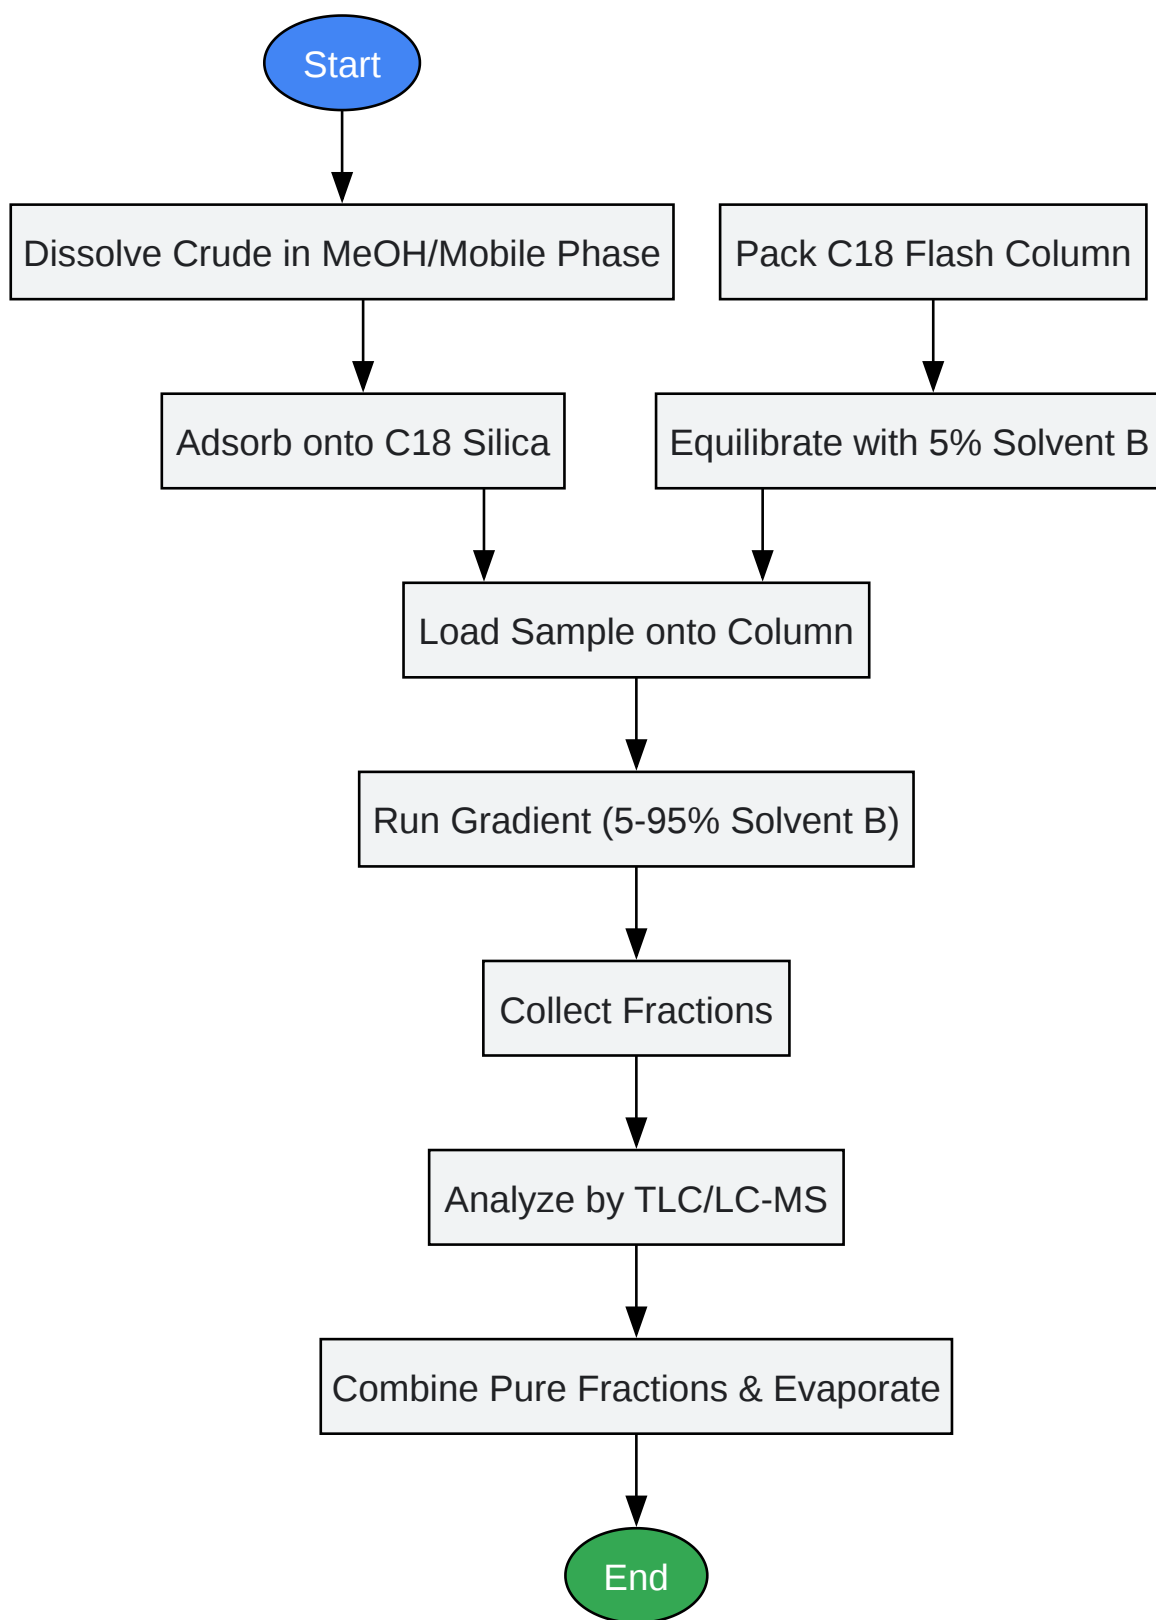 Start
Dissolve Crude in MeOH/Mobile Phase
Pack C18 Flash Column
Adsorb onto C18 Silica
Equilibrate with 5% Solvent B
Load Sample onto Column
Run Gradient (5-95% Solvent B)
Collect Fractions
Analyze by TLC/LC-MS
Combine Pure Fractions & Evaporate
End